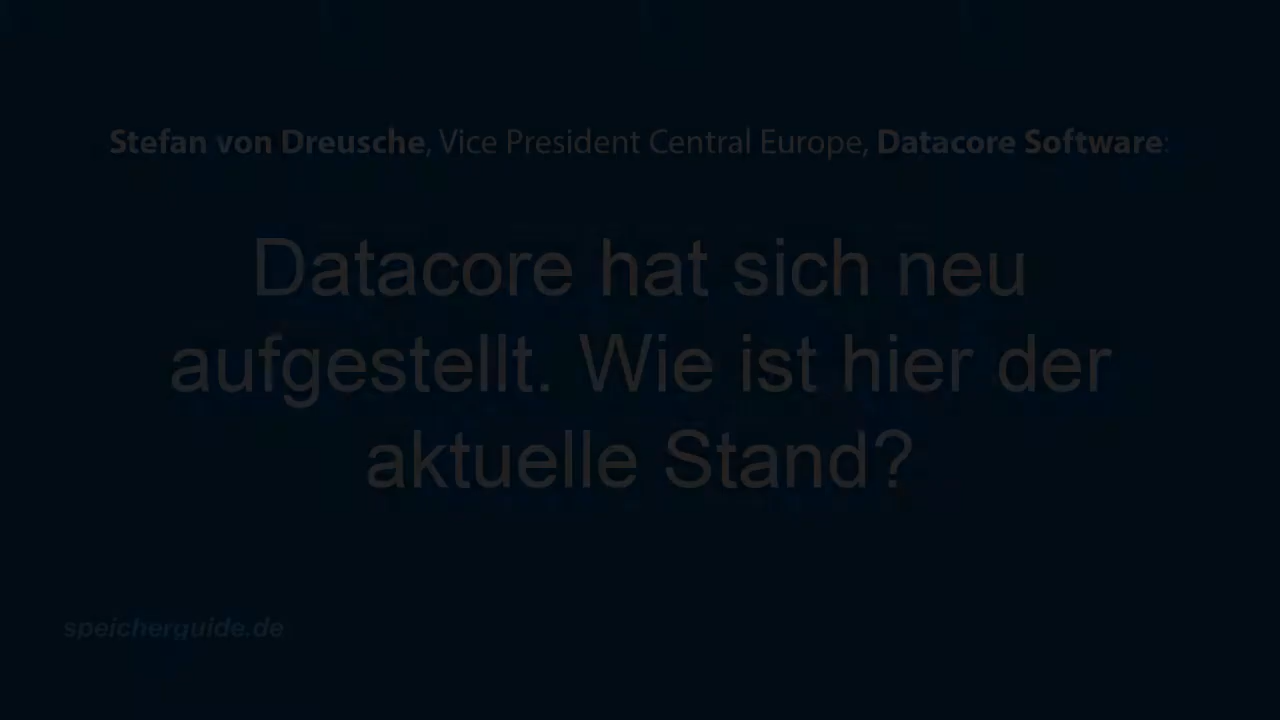 Stefan von Dreusche, Vice President Central Europe, Datacore Software:
Datacore hat sich neu
aufgestellt. Wie ist hier der
aktuelle Stand?
speicherguide.de